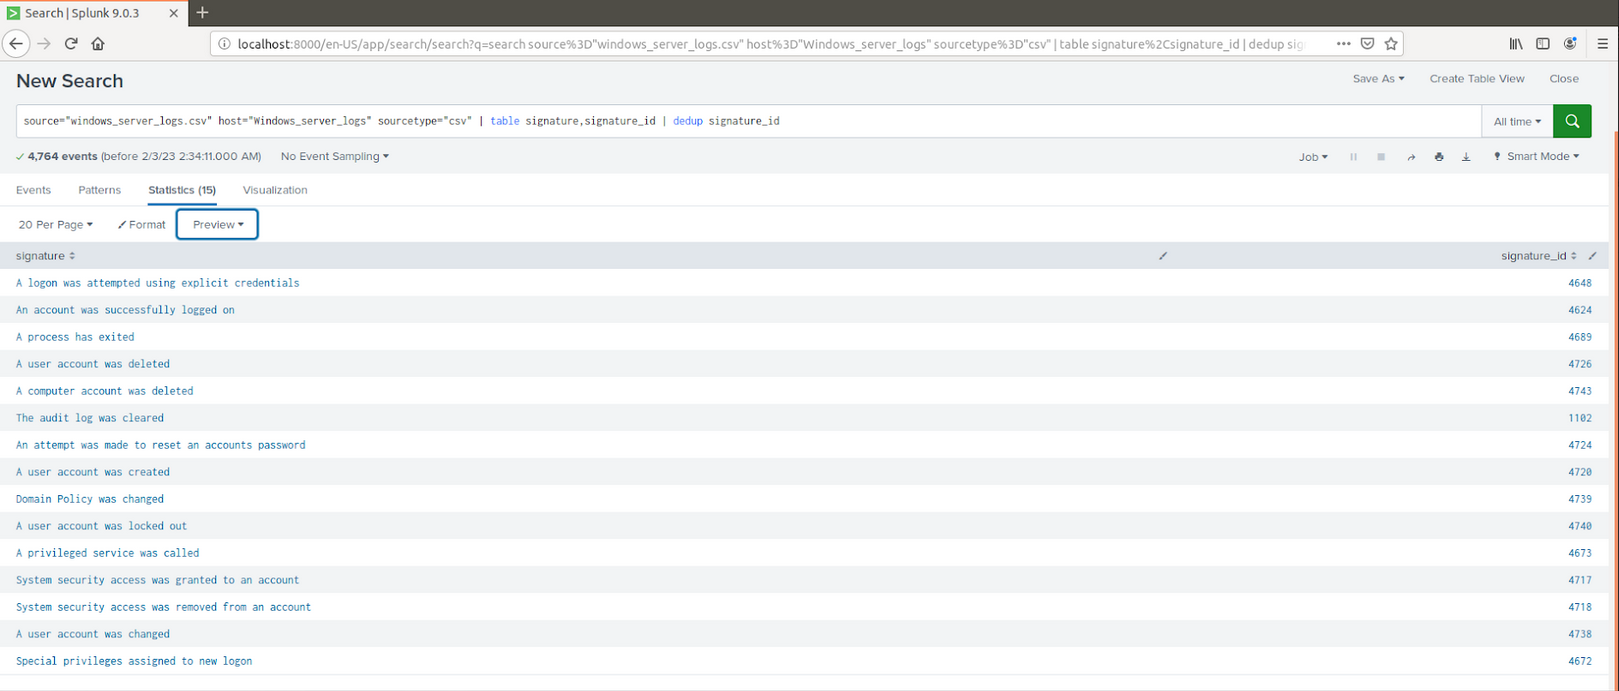 Search | Splunk 9.0.3
localhost:8000/en-US/app/search/search?q=search source%3D"windows_server_logs.csv" host%3D"Windows_server_logs" sourcetype%3D"csv" | table signature%2Csignature_id | dedup sig
New Search
Save As Create Table View Close
source="windows_server_logs.csv" host="Windows_server_logs" sourcetype="csv" | table signature,signature_id | dedup signature_id
All time
4,764 events (before 2/3/23 2:34:11.000 AM) No Event Sampling
Job Smart Mode
Events Patterns Statistics (15) Visualization
20 Per Page Format Preview
signature signature_id
A logon was attempted using explicit credentials 4648
An account was successfully logged on 4624
A process has exited 4689
A user account was deleted 4726
A computer account was deleted 4743
The audit log was cleared 1102
An attempt was made to reset an accounts password 4724
A user account was created 4720
Domain Policy was changed 4739
A user account was locked out 4740
A privileged service was called 4673
System security access was granted to an account 4717
System security access was removed from an account 4718
A user account was changed 4738
Special privileges assigned to new logon 4672